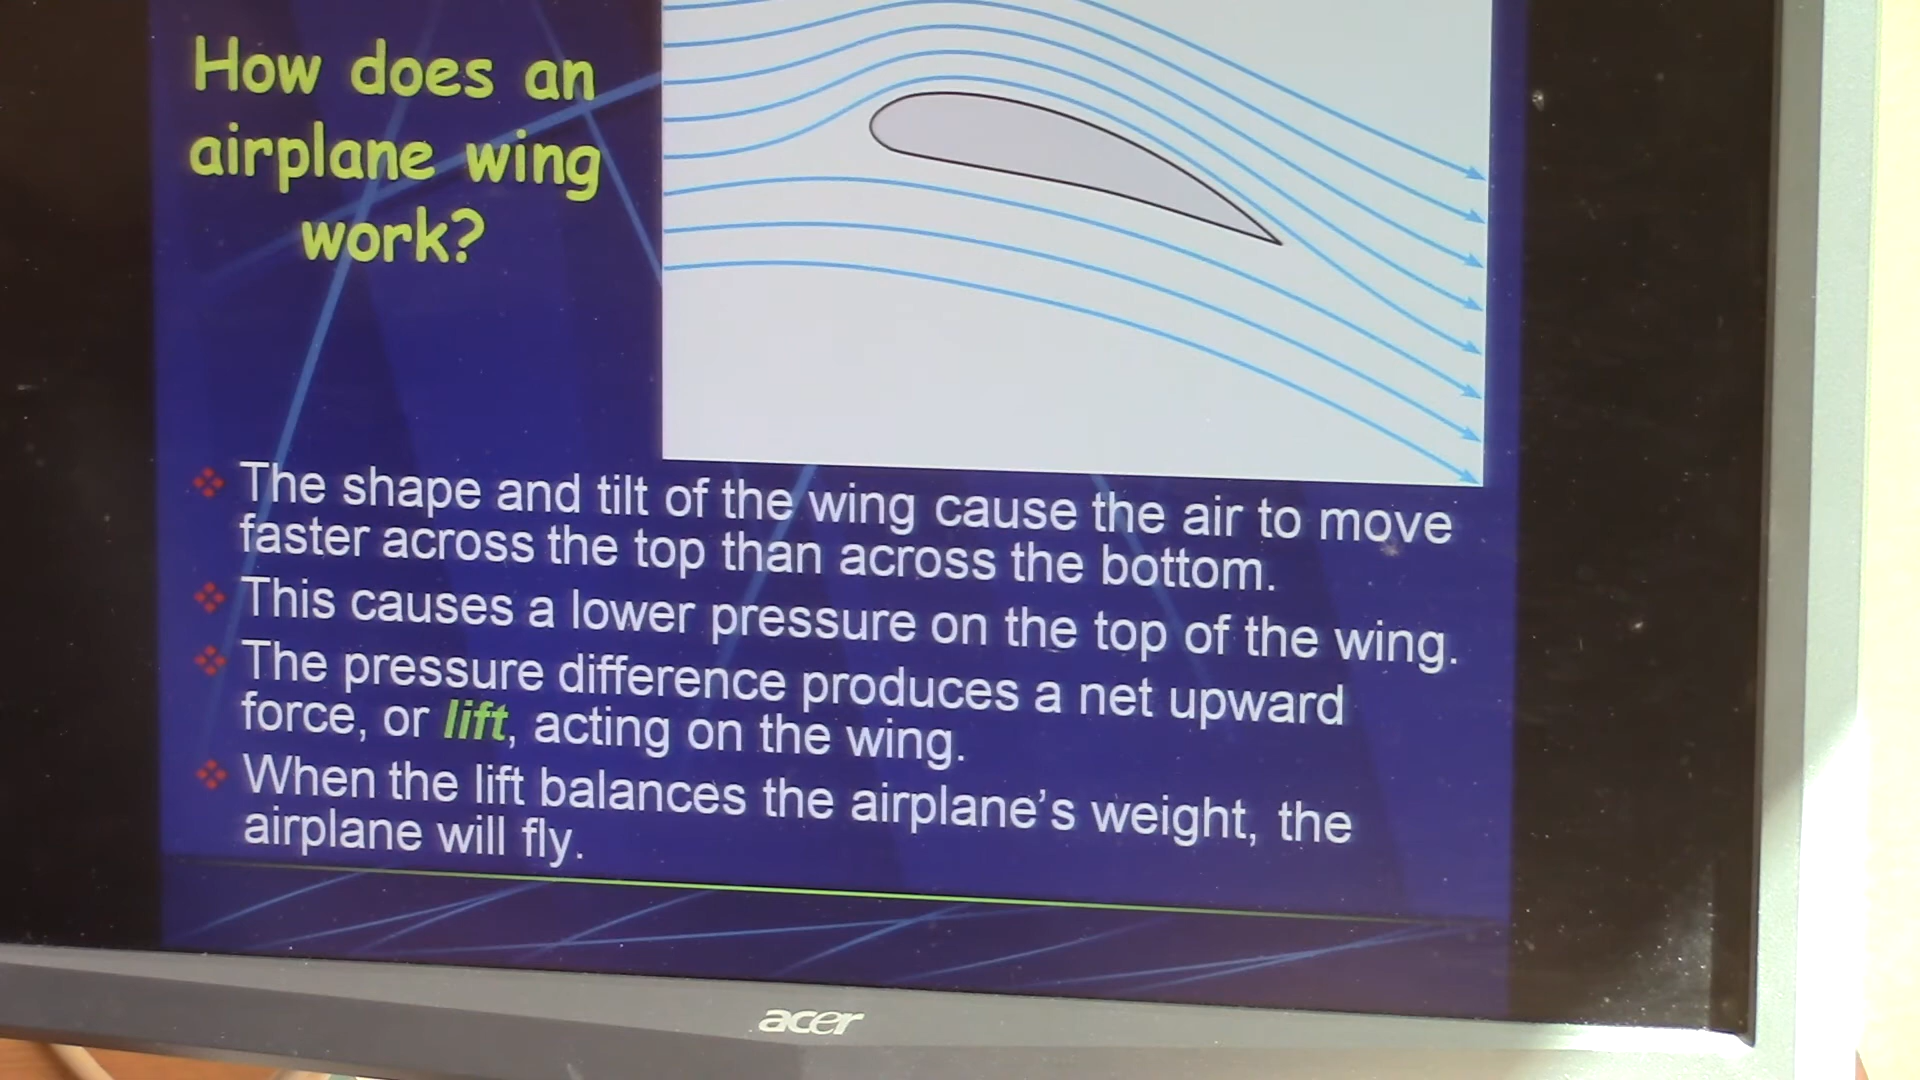 How does an
airplane wing
work?
The shape and tilt of the wing cause the air to move
faster across the top than across the bottom.
This causes a lower pressure on the top of the wing.
The pressure difference produces a net upward
force, or lift, acting on the wing.
When the lift balances the airplane's weight, the
airplane will fly.
acer